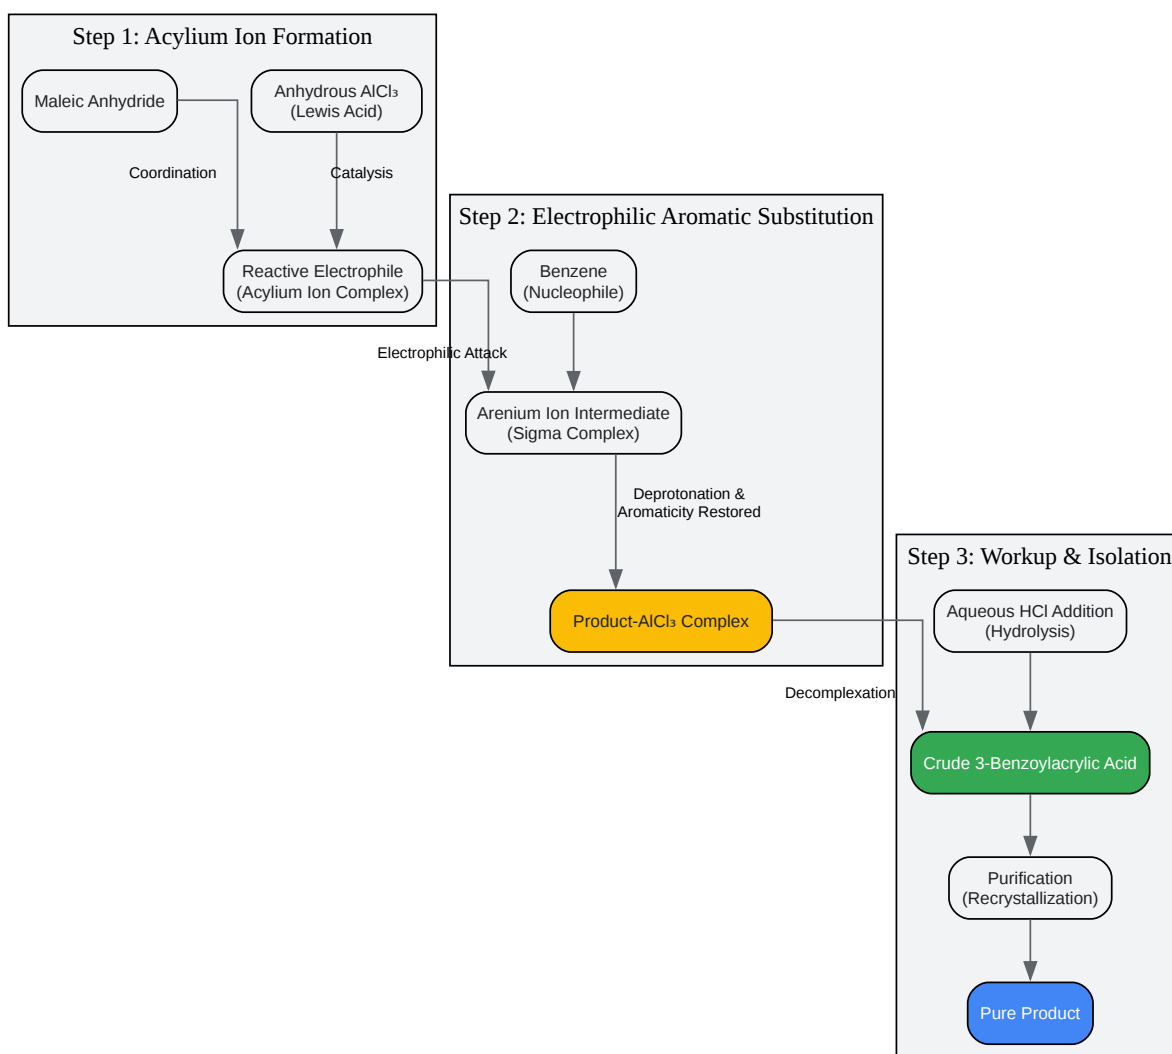 Step 1: Acylium Ion Formation
Maleic Anhydride
Anhydrous AlCl₃
(Lewis Acid)
Coordination
Catalysis
Reactive Electrophile
(Acylium Ion Complex)
Step 2: Electrophilic Aromatic Substitution
Benzene
(Nucleophile)
Electrophilic Attack
Arenium Ion Intermediate
(Sigma Complex)
Deprotonation &
Aromaticity Restored
Product-AlCl₃ Complex
Step 3: Workup & Isolation
Aqueous HCl Addition
(Hydrolysis)
Decomplexation
Crude 3-Benzoylacrylic Acid
Purification
(Recrystallization)
Pure Product